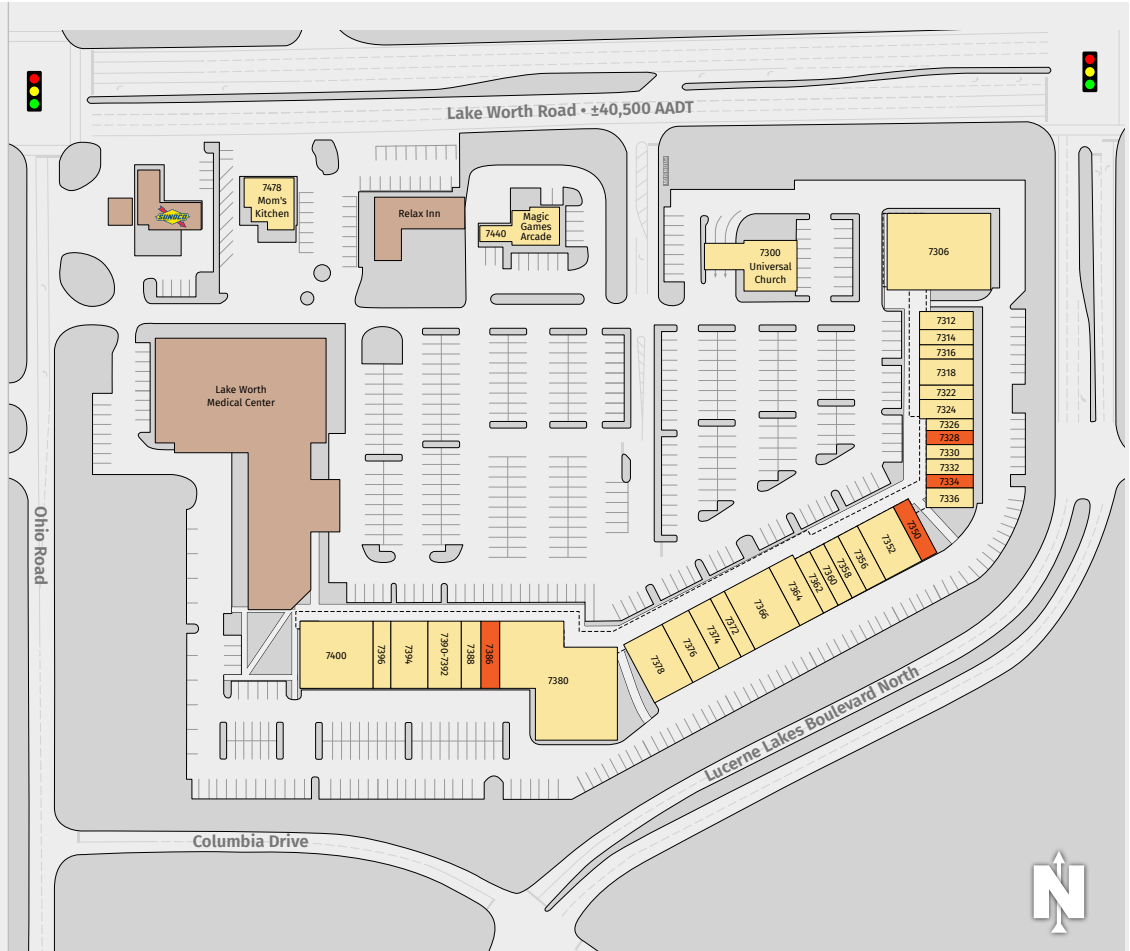 Lake Worth Road • ±40,500 AADT
SUNOCO
7478
Mom's
Kitchen
Relax Inn
7440
Magic
Games
Arcade
7300
Universal
Church
7306
7312
7314
7316
7318
7322
7324
7326
7328
7330
7332
7334
7336
7350
7352
7356
7358
7360
7362
7364
7366
7372
7374
7376
7378
7380
7386
7388
7390-7392
7394
7396
7400
Lake Worth
Medical Center
Ohio Road
Lucerne Lakes Boulevard North
Columbia Drive
N